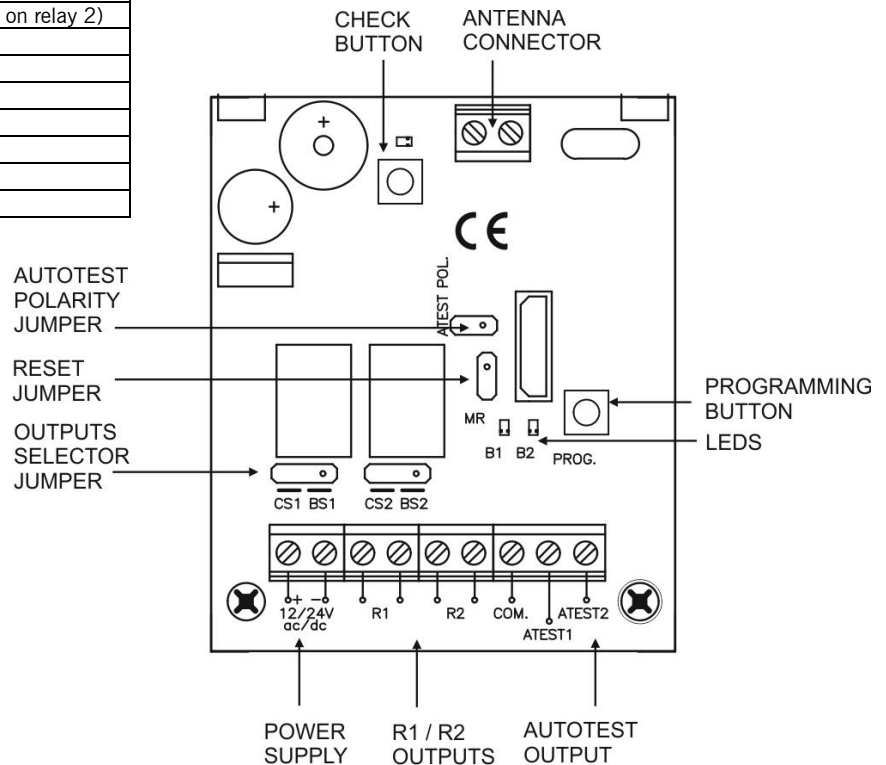 on relay 2)
CHECK
BUTTON
ANTENNA
CONNECTOR
+
+
CE
ATEST POL.
AUTOTEST
POLARITY
JUMPER
RESET
JUMPER
MR
PROGRAMMING
BUTTON
LEDS
B1 B2
PROG.
OUTPUTS
SELECTOR
JUMPER
CS1 BS1 CS2 BS2
+ −
12/24V
ac/dc
R1
R2
COM.
ATEST1
ATEST2
POWER
SUPPLY
R1 / R2
OUTPUTS
AUTOTEST
OUTPUT